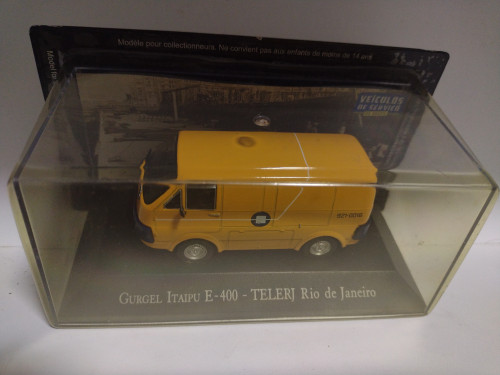 Modèle pour collectionneurs. Ne convient pas aux enfants de moins de 14 ans
VEÍCULOS
DE SERVIÇO
GURGEL ITAIPU E-400 - TELERJ Rio de Janeiro